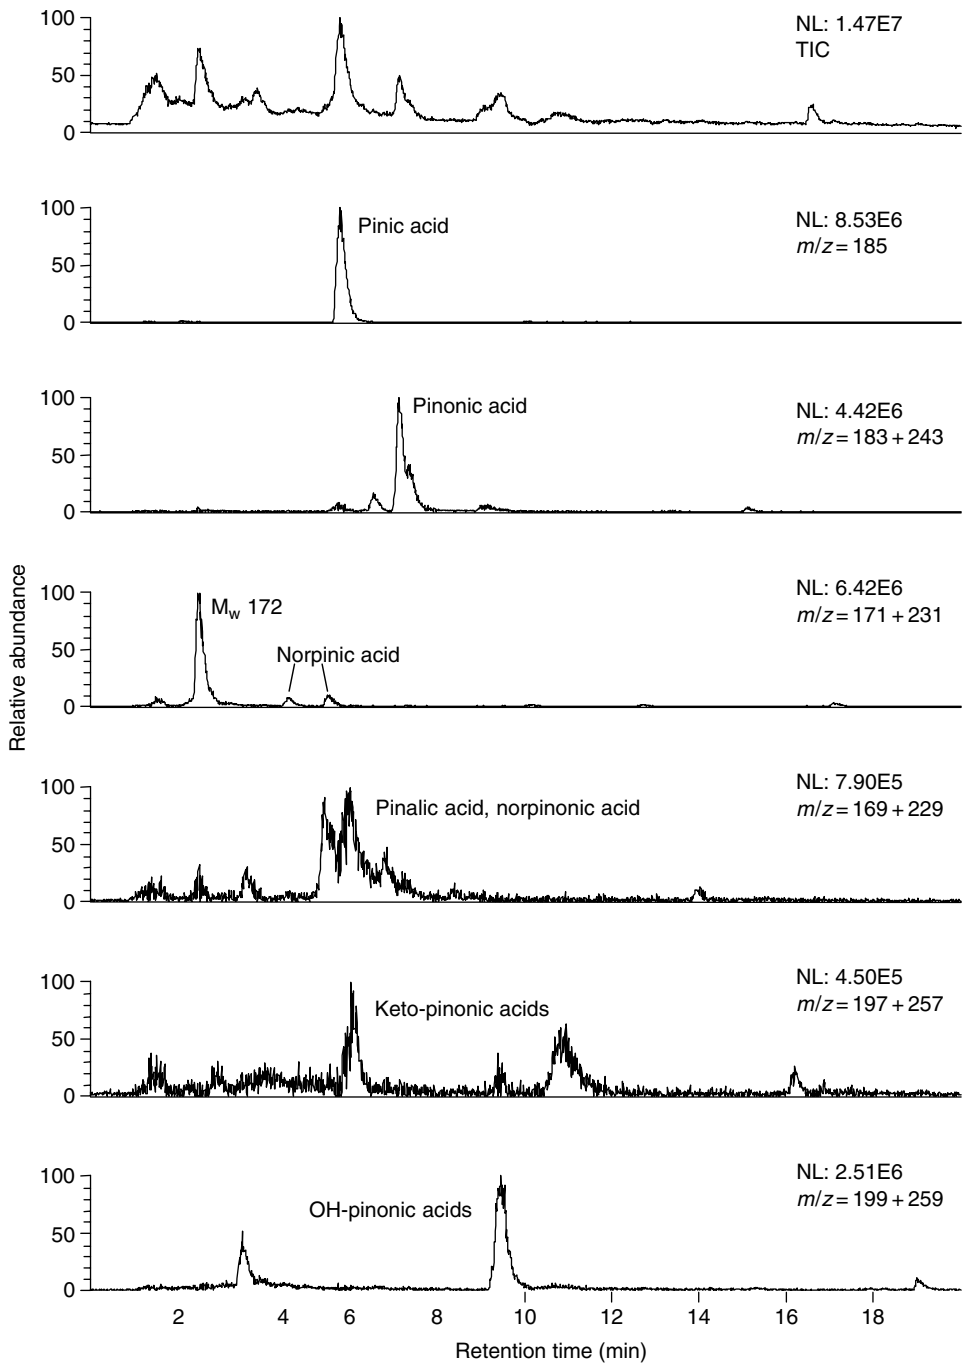 100
50
0
NL: 1.47E7
TIC
100
50
0
Pinic acid
NL: 8.53E6
m/z = 185
100
50
0
Pinonic acid
NL: 4.42E6
m/z = 183 + 243
100
50
0
Mw 172
Norpinic acid
NL: 6.42E6
m/z = 171 + 231
Relative abundance
100
50
0
Pinalic acid, norpinonic acid
NL: 7.90E5
m/z = 169 + 229
100
50
0
Keto-pinonic acids
NL: 4.50E5
m/z = 197 + 257
100
50
0
OH-pinonic acids
NL: 2.51E6
m/z = 199 + 259
2 4 6 8 10 12 14 16 18
Retention time (min)